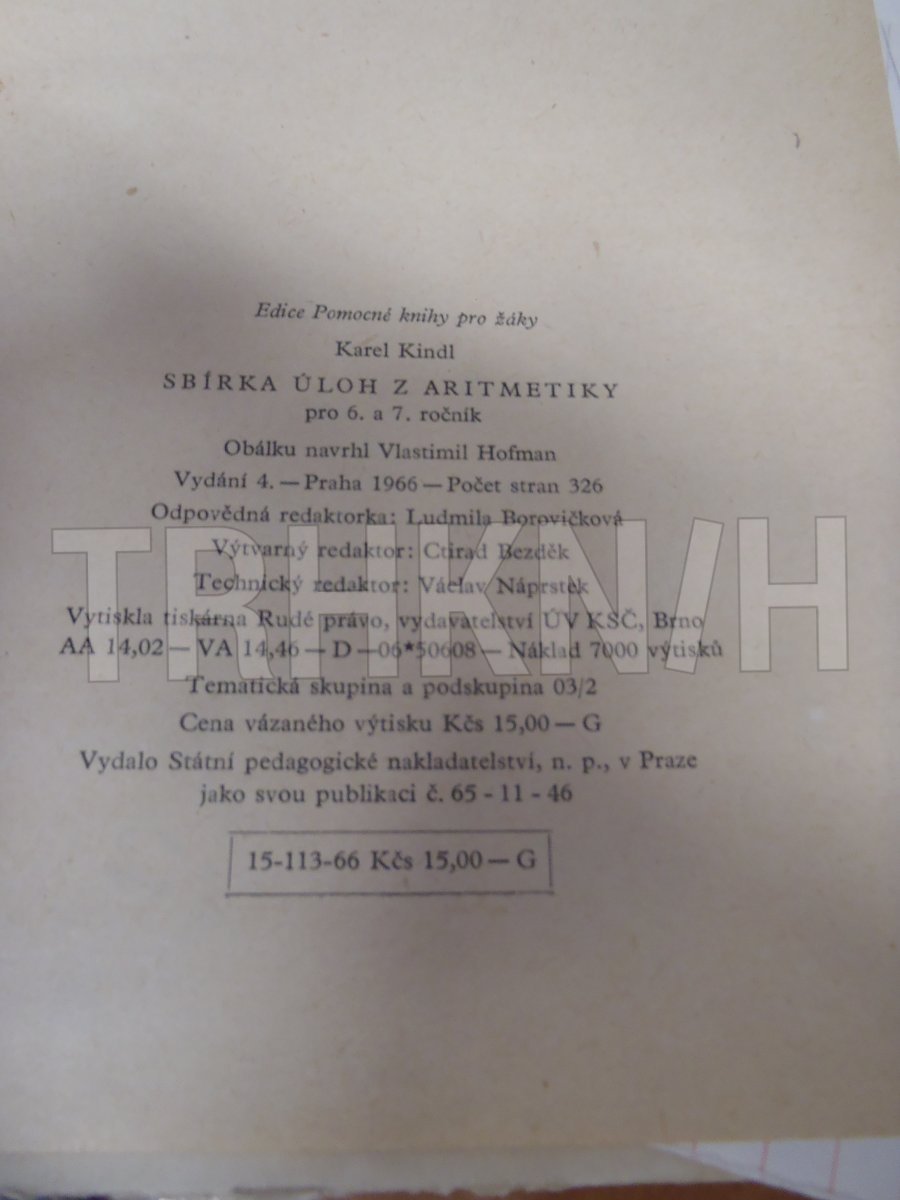 Edice Pomocné knihy pro žáky
Karel Kindl
SBÍRKA ÚLOH Z ARITMETIKY
pro 6. a 7. ročník
Obálku navrhl Vlastimil Hofman
Vydání 4. — Praha 1966 — Počet stran 326
Odpovědná redaktorka: Ludmila Borovičková
Výtvarný redaktor: Ctirad Bezděk
Technický redaktor: Václav Náprstek
Vytiskla tiskárna Rudé právo, vydavatelství ÚV KSČ, Brno
AA 14,02 — VA 14,46 — D — 06*50608 — Náklad 7000 výtisků
Tematická skupina a podskupina 03/2
Cena vázaného výtisku Kčs 15,00 — G
Vydalo Státní pedagogické nakladatelství, n. p., v Praze
jako svou publikaci č. 65 - 11 - 46
15-113-66 Kčs 15,00 — G
TRHKNIH